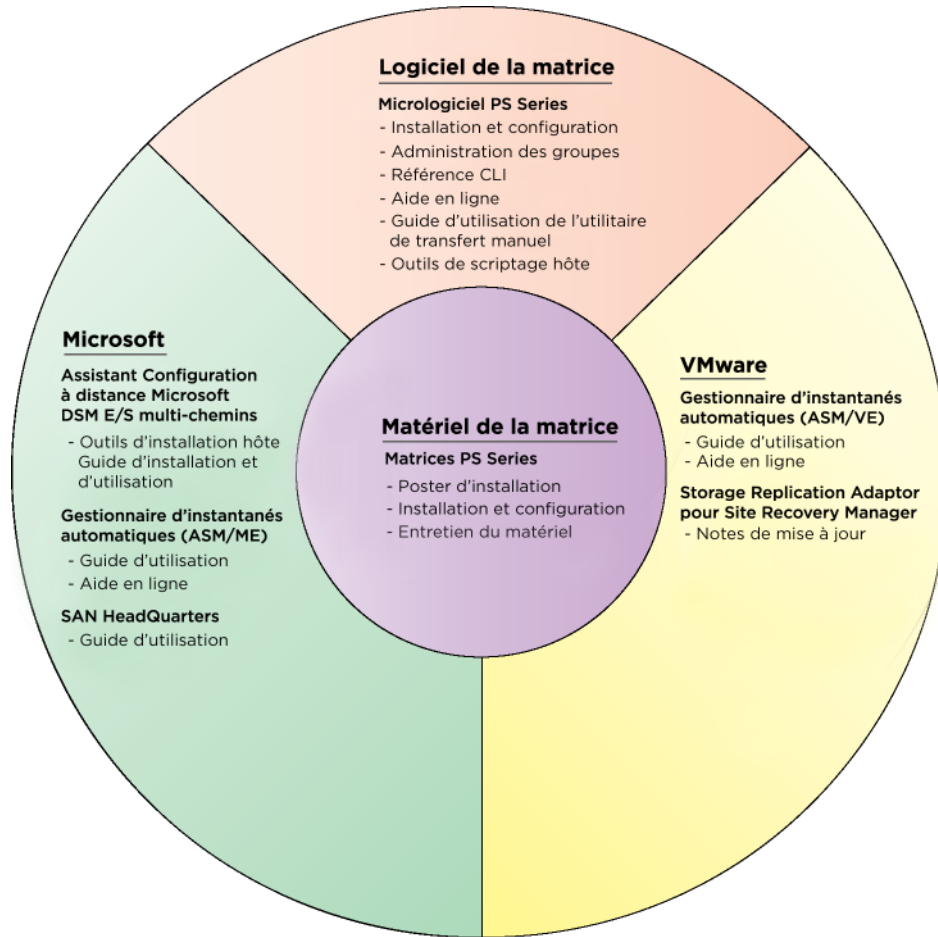 Logiciel de la matrice
Micrologiciel PS Series
- Installation et configuration
- Administration des groupes
- Référence CLI
- Aide en ligne
- Guide d'utilisation de l'utilitaire
de transfert manuel
- Outils de scriptage hôte
Microsoft
Assistant Configuration
à distance Microsoft
DSM E/S multi-chemins
- Outils d'installation hôte
Guide d'installation et
d'utilisation
Gestionnaire d'instantanés
automatiques (ASM/ME)
- Guide d'utilisation
- Aide en ligne
SAN HeadQuarters
- Guide d'utilisation
Matériel de la matrice
Matrices PS Series
- Poster d'installation
- Installation et configuration
- Entretien du matériel
VMware
Gestionnaire d'instantanés
automatiques (ASM/VE)
- Guide d'utilisation
- Aide en ligne
Storage Replication Adaptor
pour Site Recovery Manager
- Notes de mise à jour